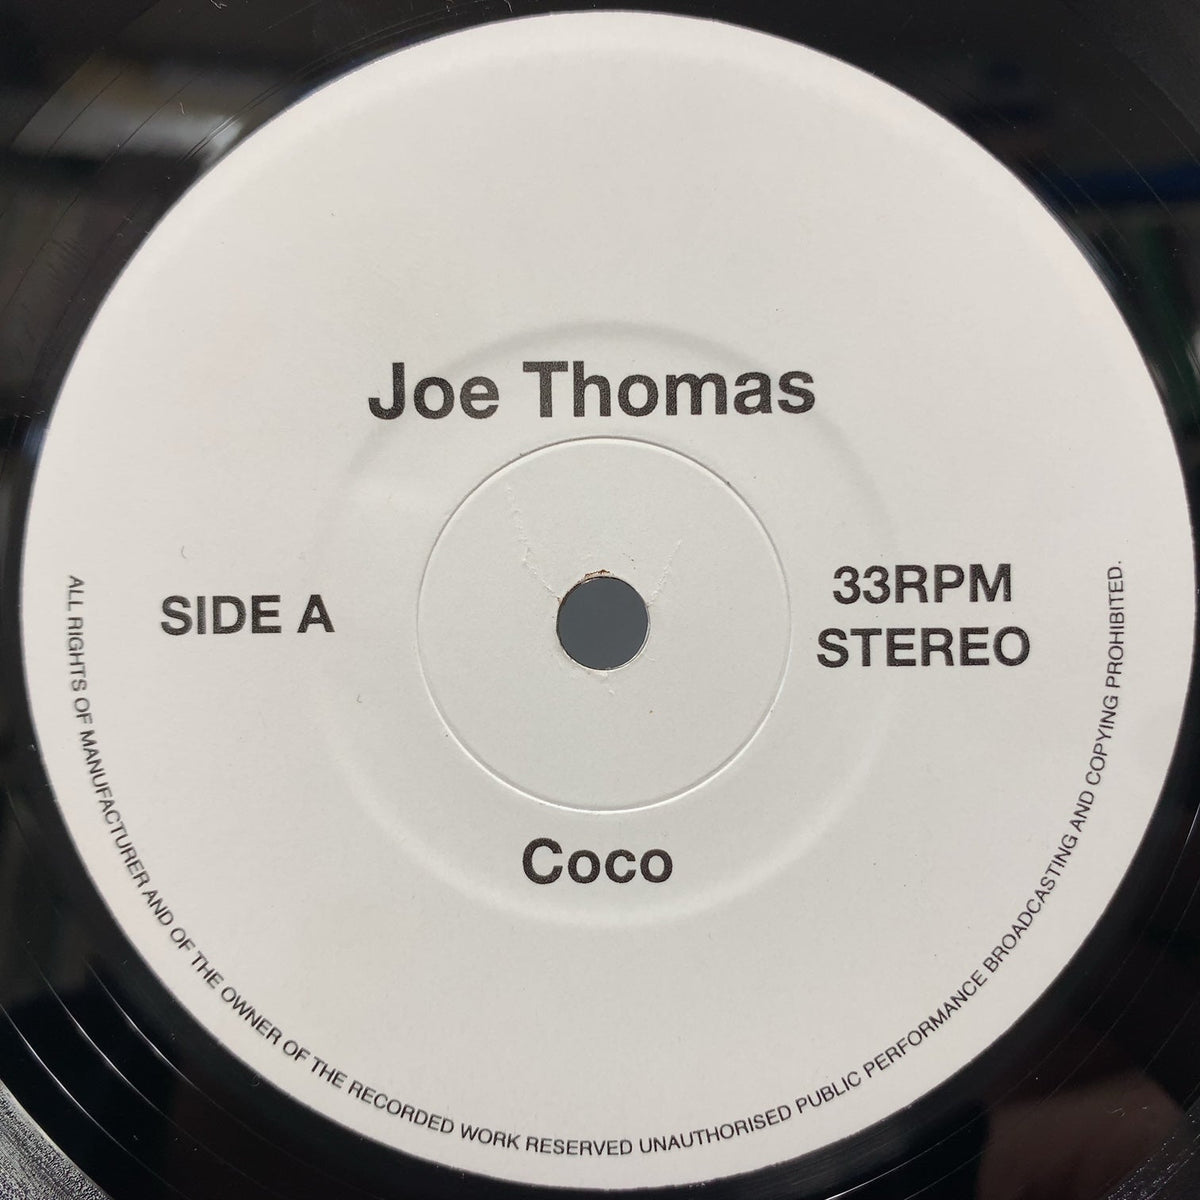 Joe Thomas
SIDE A
33RPM
STEREO
Coco
ALL RIGHTS OF MANUFACTURER AND OF THE OWNER OF THE RECORDED WORK RESERVED UNAUTHORISED PUBLIC PERFORMANCE BROADCASTING AND COPYING PROHIBITED.